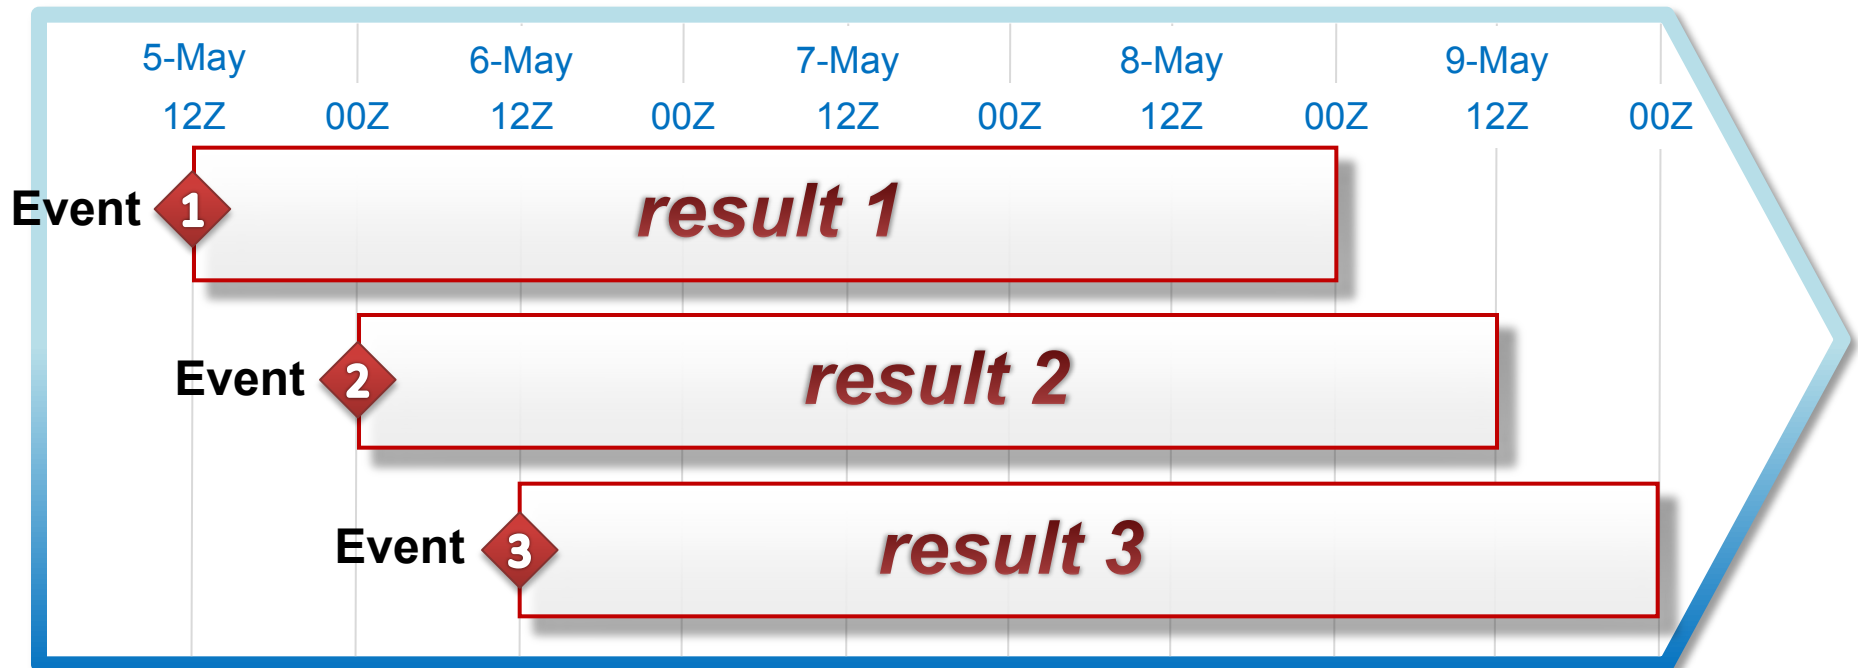 5-May 6-May 7-May 8-May 9-May
12Z 00Z 12Z 00Z 12Z 00Z 12Z 00Z 12Z 00Z
Event 1 result 1
Event 2 result 2
Event 3 result 3